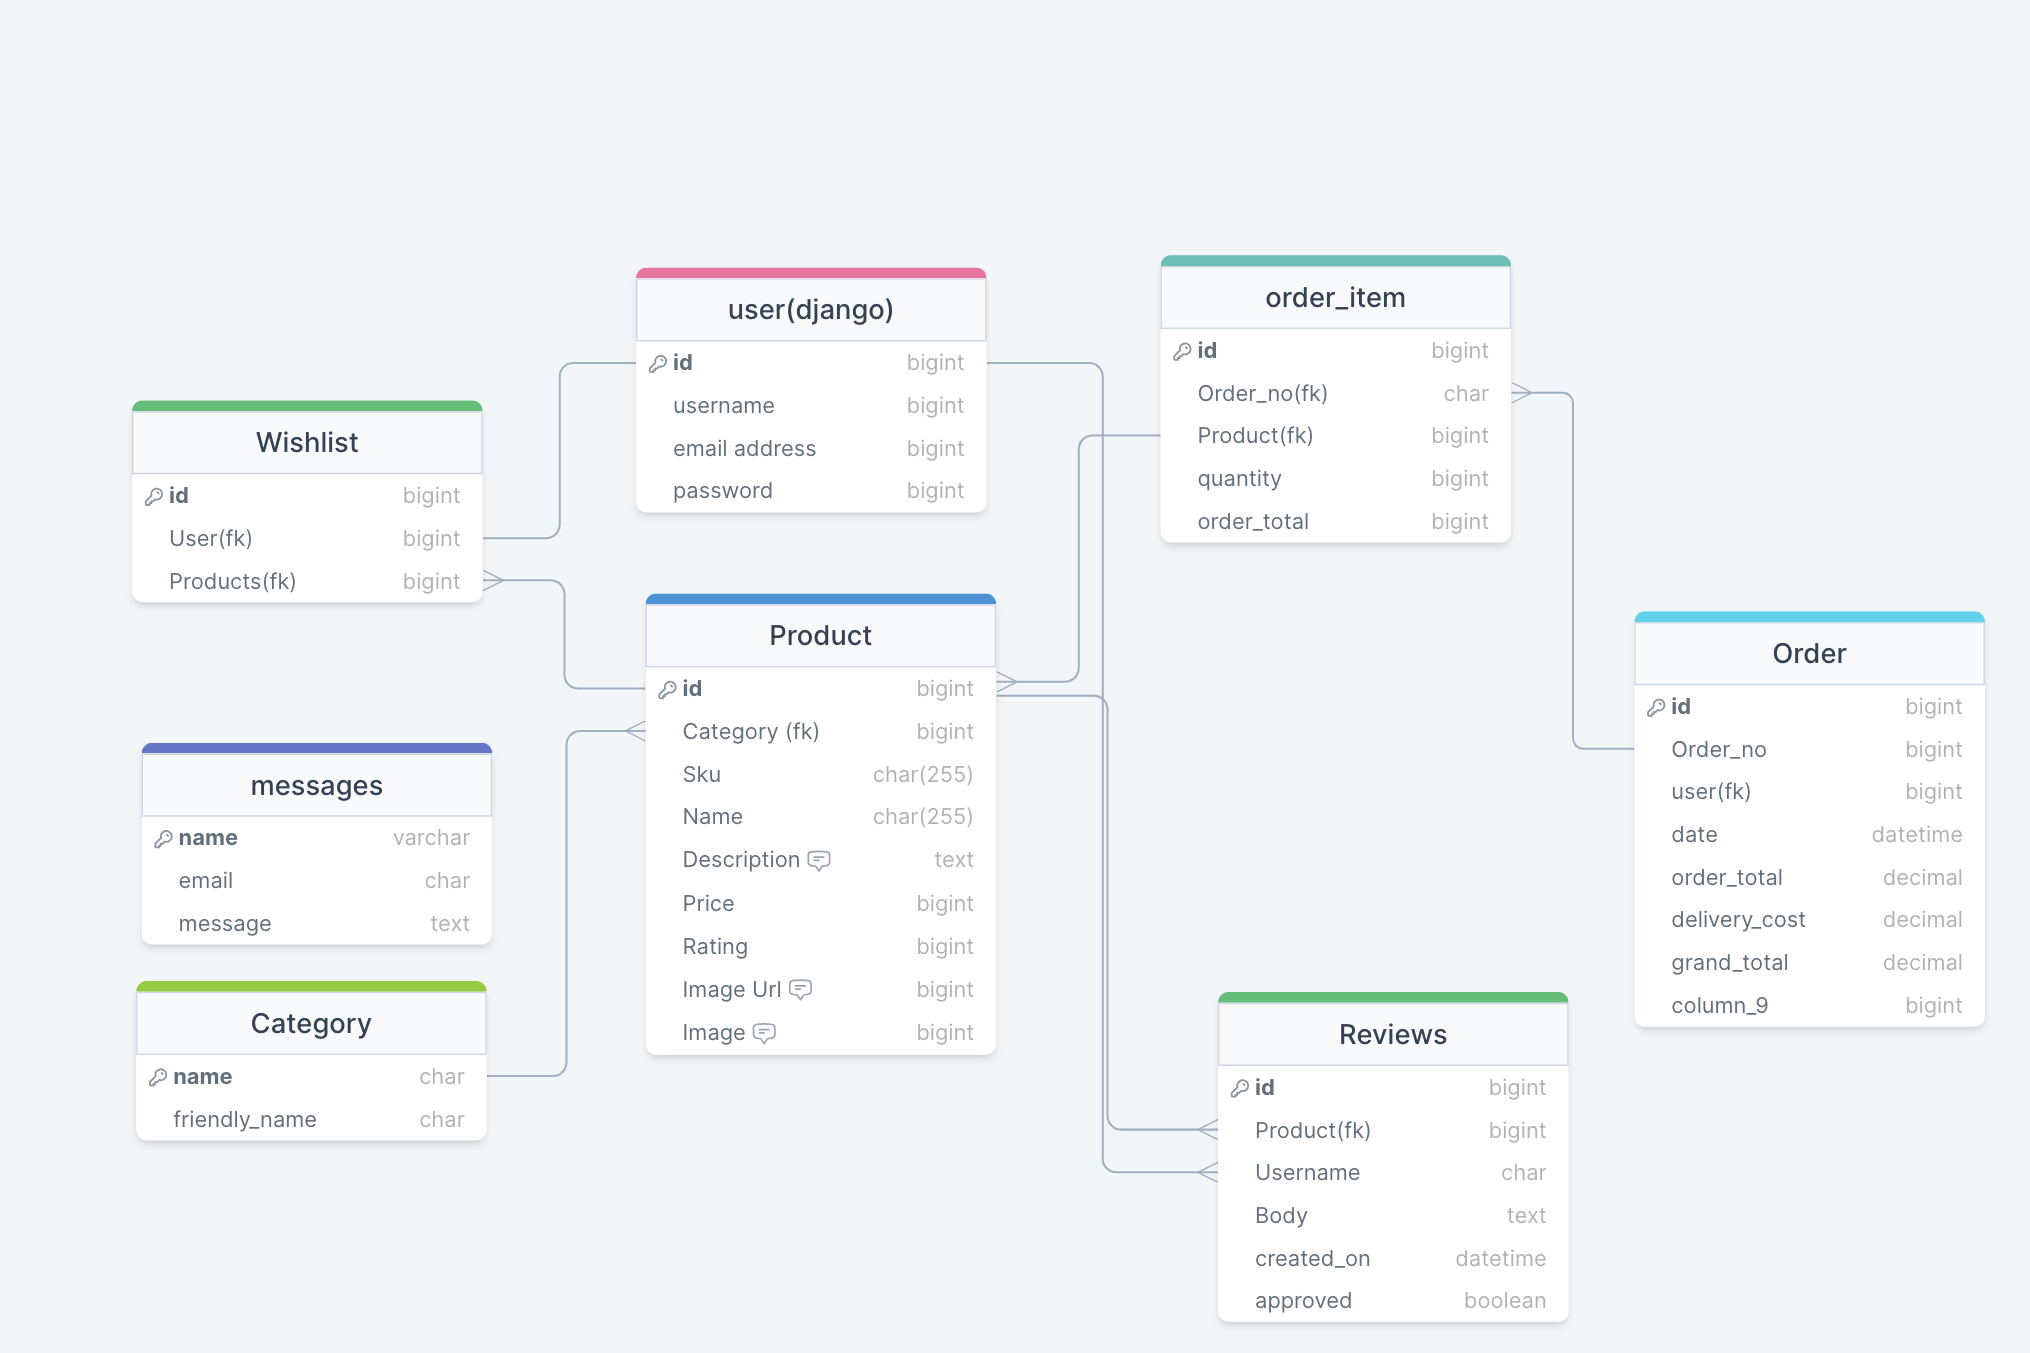 Wishlist
id bigint
User(fk) bigint
Products(fk) bigint
user(django)
id bigint
username bigint
email address bigint
password bigint
order_item
id bigint
Order_no(fk) char
Product(fk) bigint
quantity bigint
order_total bigint
Product
id bigint
Category (fk) bigint
Sku char(255)
Name char(255)
Description text
Price bigint
Rating bigint
Image Url bigint
Image bigint
Order
id bigint
Order_no bigint
user(fk) bigint
date datetime
order_total decimal
delivery_cost decimal
grand_total decimal
column_9 bigint
messages
name varchar
email char
message text
Category
name char
friendly_name char
Reviews
id bigint
Product(fk) bigint
Username char
Body text
created_on datetime
approved boolean